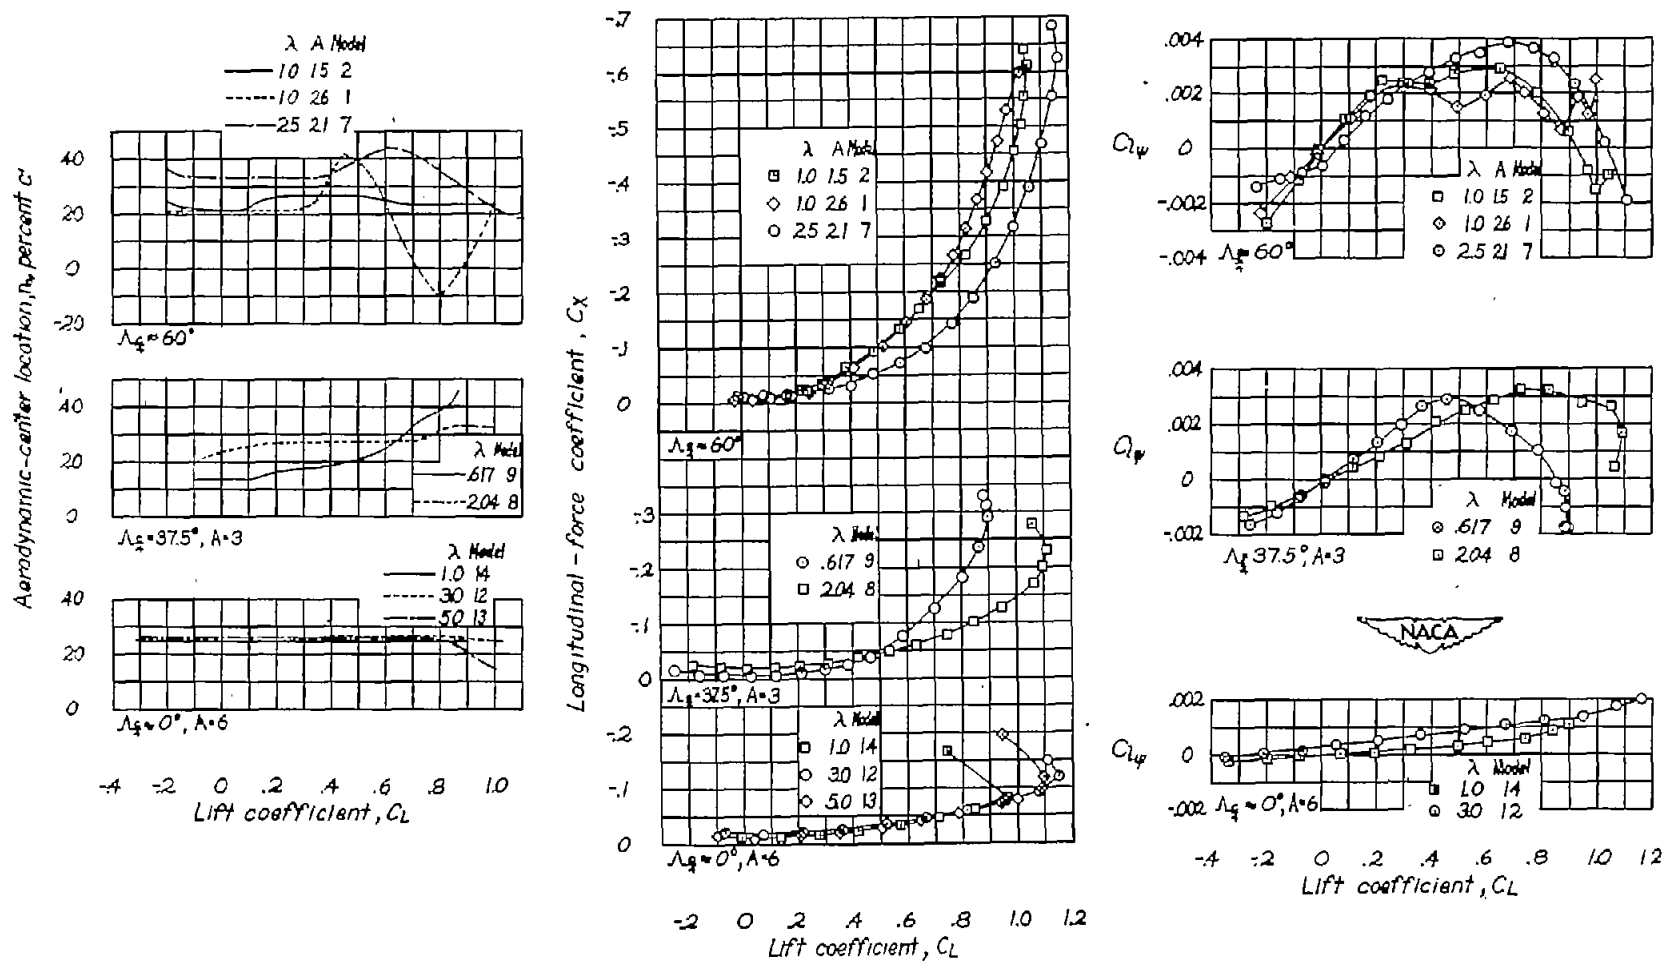 λ A Model
1.0 1.5 2
1.0 2.6 1
2.5 2.1 7
40
20
0
-20
Λc/4≈60°
40
20
0
λ Model
.617 9
2.04 8
Λc/4=37.5°, A=3
λ Model
1.0 14
3.0 12
5.0 13
40
20
0
Λc/4≈0°, A=6
-.4 -.2 0 .2 .4 .6 .8 1.0
Lift coefficient, CL
Aerodynamic-center location, n, percent c'
-.7
-.6
-.5
-.4
-.3
-.2
-.1
0
λ A Model
1.0 1.5 2
1.0 2.6 1
2.5 2.1 7
Λc/4≈60°
-.3
-.2
-.1
0
λ Model
.617 9
2.04 8
Λc/4=37.5°, A=3
-.2
-.1
0
λ Model
1.0 14
3.0 12
5.0 13
Λc/4≈0°, A=6
-.2 0 .2 .4 .6 .8 1.0 1.2
Lift coefficient, CL
Longitudinal-force coefficient, CX
.004
.002
0
-.002
-.004
Clψ
λ A Model
1.0 1.5 2
1.0 2.6 1
2.5 2.1 7
Λc/4≈60°
.004
.002
0
-.002
Clψ
λ Model
.617 9
2.04 8
Λc/4=37.5°, A=3
NACA
.002
0
-.002
Clψ
λ Model
1.0 14
3.0 12
Λc/4≈0°, A=6
-.4 -.2 0 .2 .4 .6 .8 1.0 1.2
Lift coefficient, CL